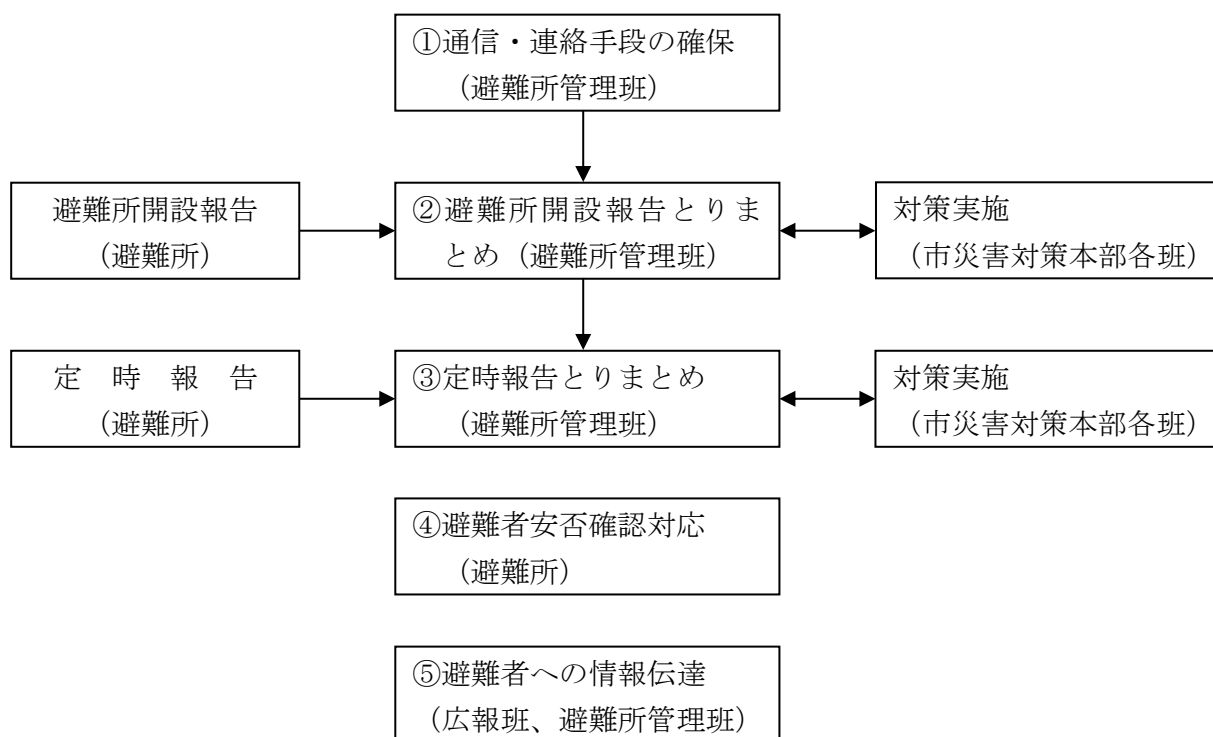 ①通信・連絡手段の確保
（避難所管理班）
避難所開設報告
（避難所）
②避難所開設報告とりま
とめ（避難所管理班）
対策実施
（市災害対策本部各班）
定　時　報　告
（避難所）
③定時報告とりまとめ
（避難所管理班）
対策実施
（市災害対策本部各班）
④避難者安否確認対応
（避難所）
⑤避難者への情報伝達
（広報班、避難所管理班）